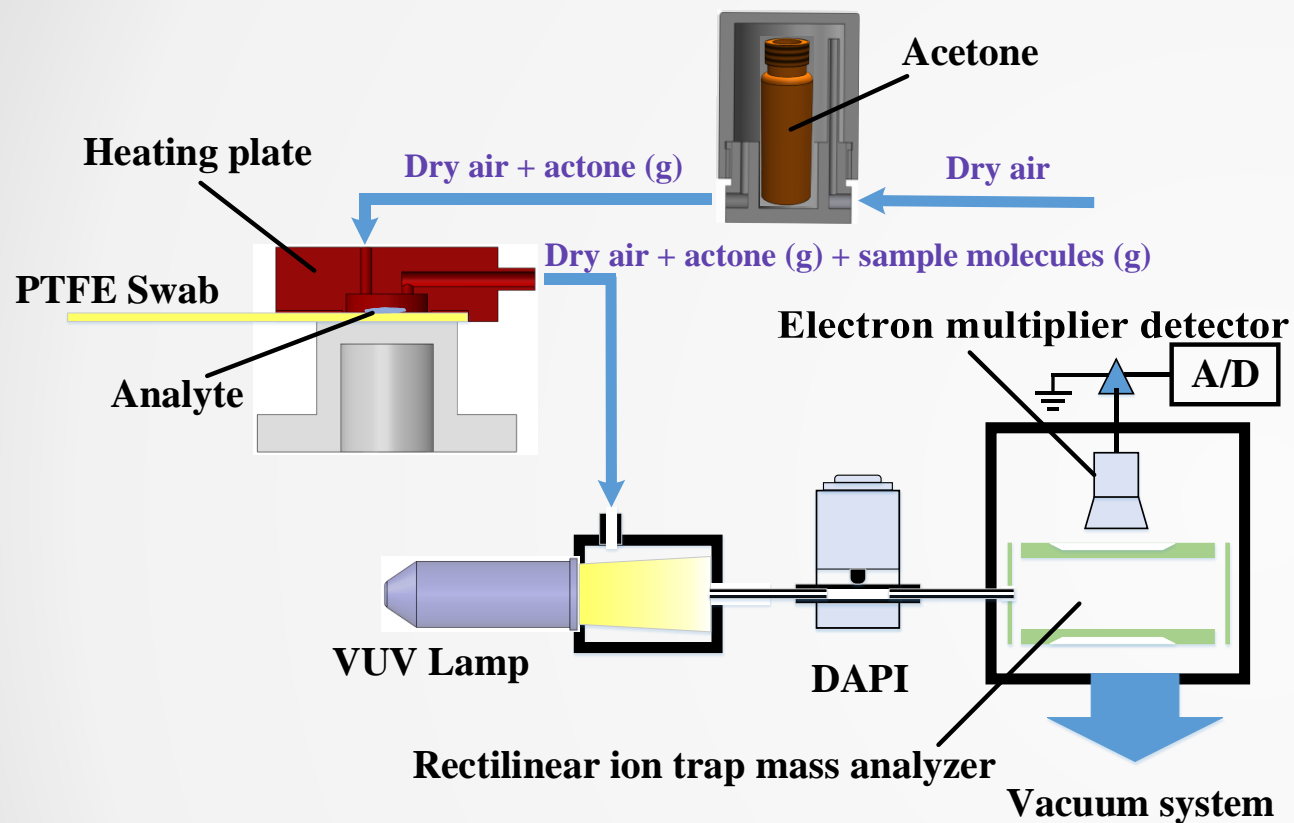 Acetone
Heating plate
Dry air + actone (g)
Dry air
Dry air + actone (g) + sample molecules (g)
PTFE Swab
Electron multiplier detector
A/D
Analyte
VUV Lamp
DAPI
Rectilinear ion trap mass analyzer
Vacuum system